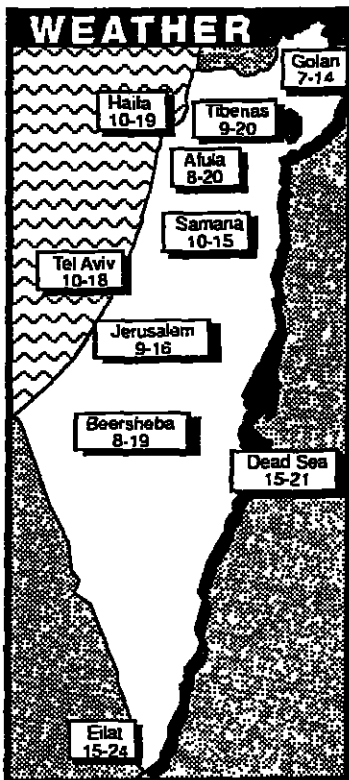 WEATHER
Golan
7-14
Haila
10-19
Tibenas
9-20
Afula
8-20
Samana
10-15
Tel Aviv
10-18
Jerusalem
9-16
Beersheba
8-19
Dead Sea
15-21
Eilat
15-24